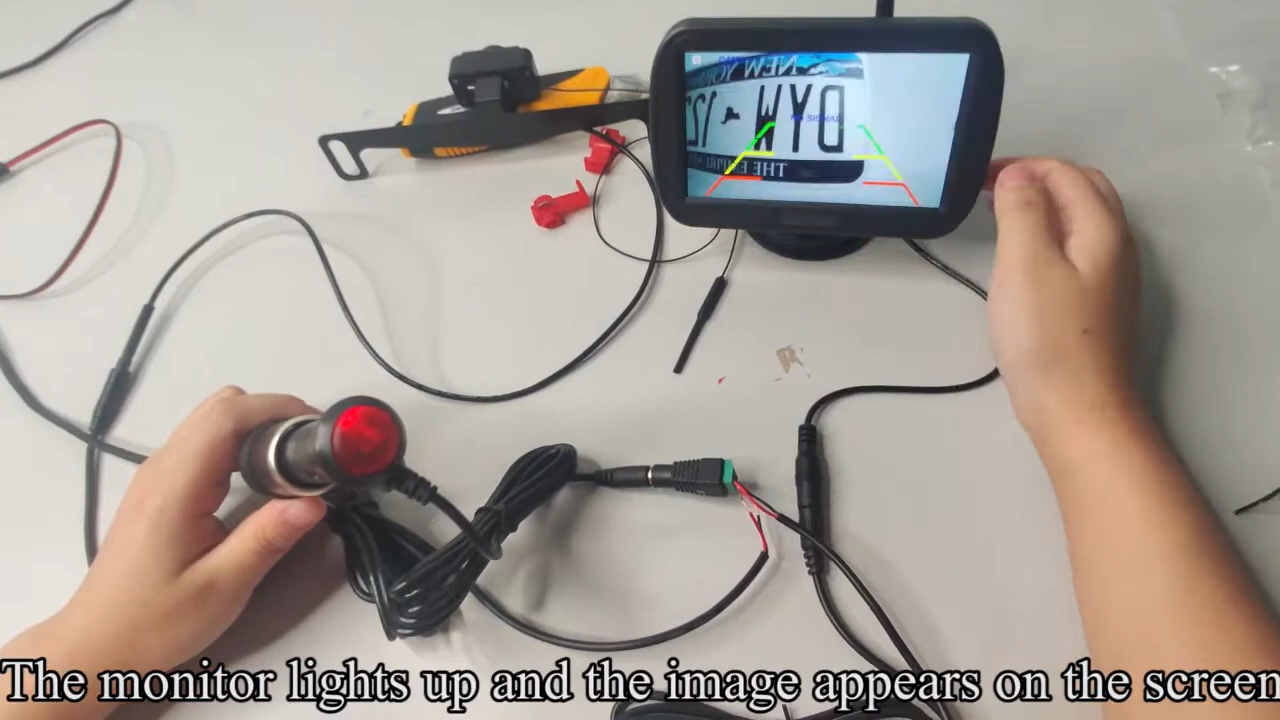 NEW YORK
DYW
12
THE EMPIRE
The monitor lights up and the image appears on the screen